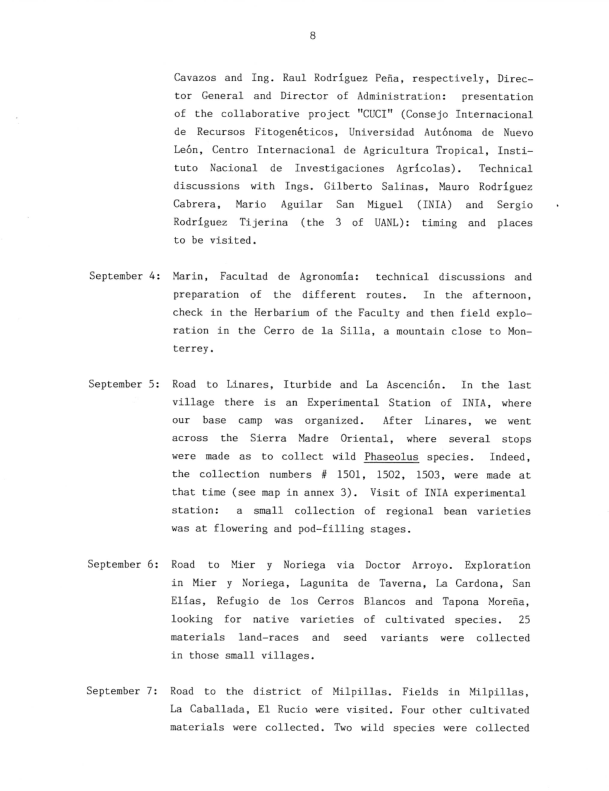 8
Cavazos and Ing. Raul Rodríguez Peña, respectively, Direc-
tor General and Director of Administration: presentation
of the collaborative project "CUCI" (Consejo Internacional
de Recursos Fitogenéticos, Universidad Autónoma de Nuevo
León, Centro Internacional de Agricultura Tropical, Insti-
tuto Nacional de Investigaciones Agrícolas). Technical
discussions with Ings. Gilberto Salinas, Mauro Rodríguez
Cabrera, Mario Aguilar San Miguel (INIA) and Sergio
Rodríguez Tijerina (the 3 of UANL): timing and places
to be visited.
September 4: Marin, Facultad de Agronomía: technical discussions and
preparation of the different routes. In the afternoon,
check in the Herbarium of the Faculty and then field explo-
ration in the Cerro de la Silla, a mountain close to Mon-
terrey.
September 5: Road to Linares, Iturbide and La Ascención. In the last
village there is an Experimental Station of INIA, where
our base camp was organized. After Linares, we went
across the Sierra Madre Oriental, where several stops
were made as to collect wild Phaseolus species. Indeed,
the collection numbers # 1501, 1502, 1503, were made at
that time (see map in annex 3). Visit of INIA experimental
station: a small collection of regional bean varieties
was at flowering and pod-filling stages.
September 6: Road to Mier y Noriega via Doctor Arroyo. Exploration
in Mier y Noriega, Lagunita de Taverna, La Cardona, San
Elías, Refugio de los Cerros Blancos and Tapona Moreña,
looking for native varieties of cultivated species. 25
materials land-races and seed variants were collected
in those small villages.
September 7: Road to the district of Milpillas. Fields in Milpillas,
La Caballada, El Rucio were visited. Four other cultivated
materials were collected. Two wild species were collected